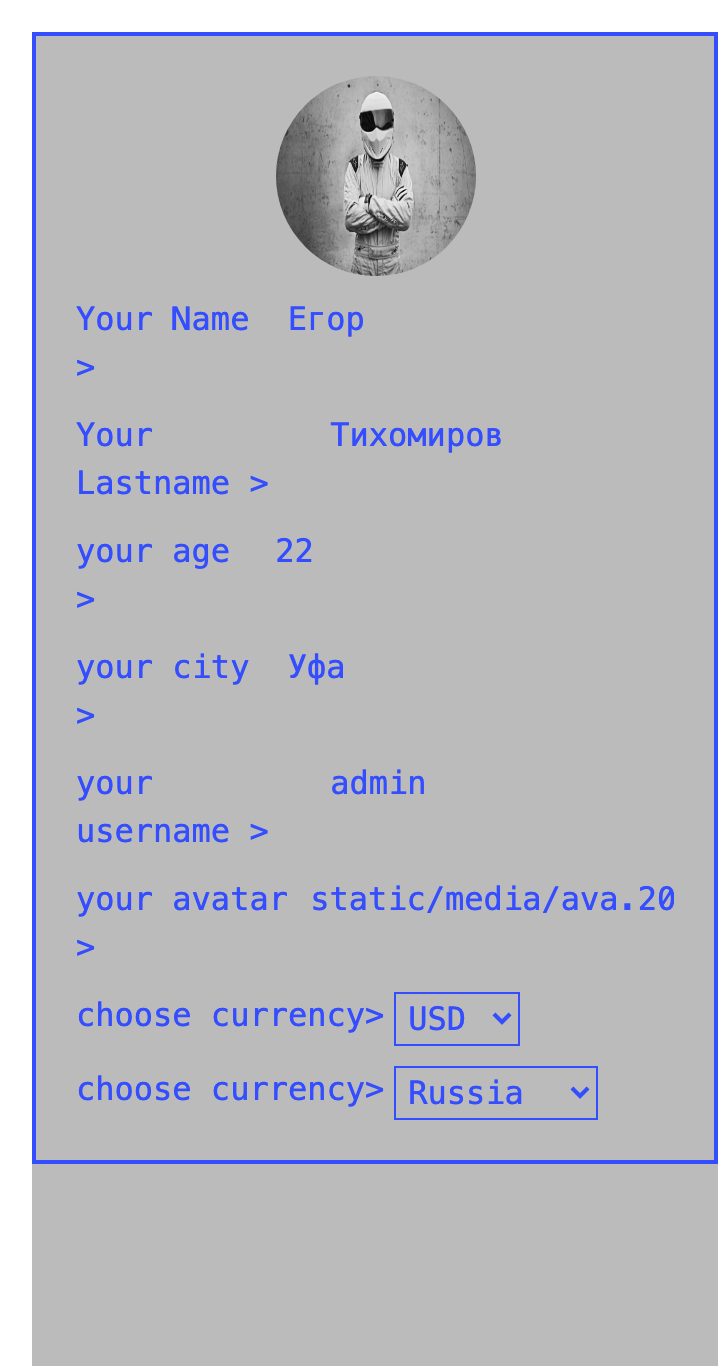 Your Name Егор
>
Your Тихомиров
Lastname >
your age 22
>
your city Уфа
>
your admin
username >
your avatar static/media/ava.20
>
choose currency> USD
choose currency> Russia